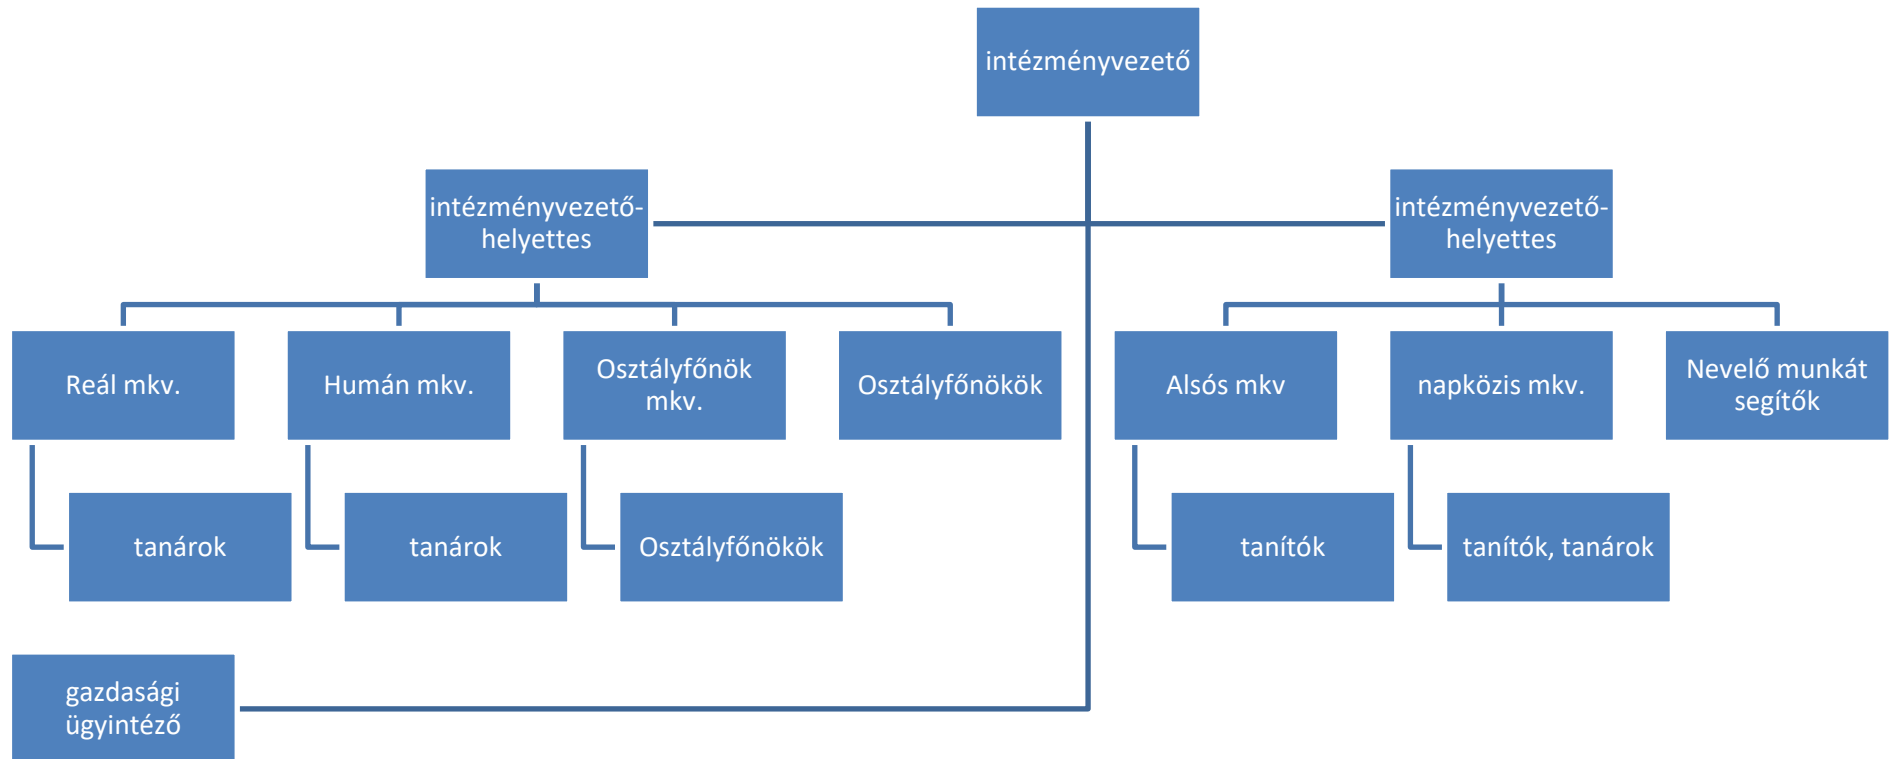 intézményvezető
intézményvezető-
helyettes
intézményvezető-
helyettes
Reál mkv.
Humán mkv.
Osztályfőnök
mkv.
Osztályfőnökök
Alsós mkv
napközis mkv.
Nevelő munkát
segítők
tanárok
tanárok
Osztályfőnökök
tanítók
tanítók, tanárok
gazdasági
ügyintéző